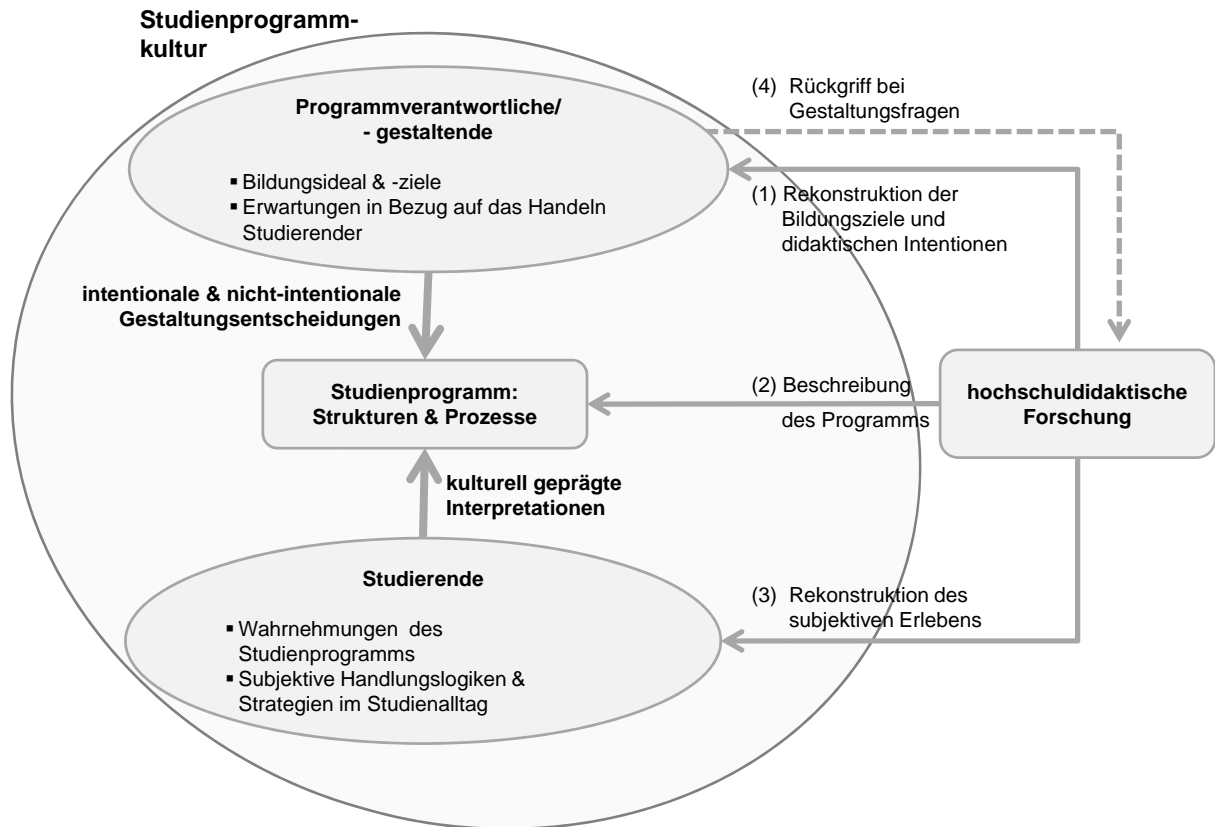 Studienprogramm-
kultur
Programmverantwortliche/
- gestaltende
▪ Bildungsideal & -ziele
▪ Erwartungen in Bezug auf das Handeln
Studierender
(4) Rückgriff bei
Gestaltungsfragen
(1) Rekonstruktion der
Bildungsziele und
didaktischen Intentionen
intentionale & nicht-intentionale
Gestaltungsentscheidungen
Studienprogramm:
Strukturen & Prozesse
(2) Beschreibung
des Programms
hochschuldidaktische
Forschung
kulturell geprägte
Interpretationen
Studierende
▪ Wahrnehmungen des
Studienprogramms
▪ Subjektive Handlungslogiken &
Strategien im Studienalltag
(3) Rekonstruktion des
subjektiven Erlebens